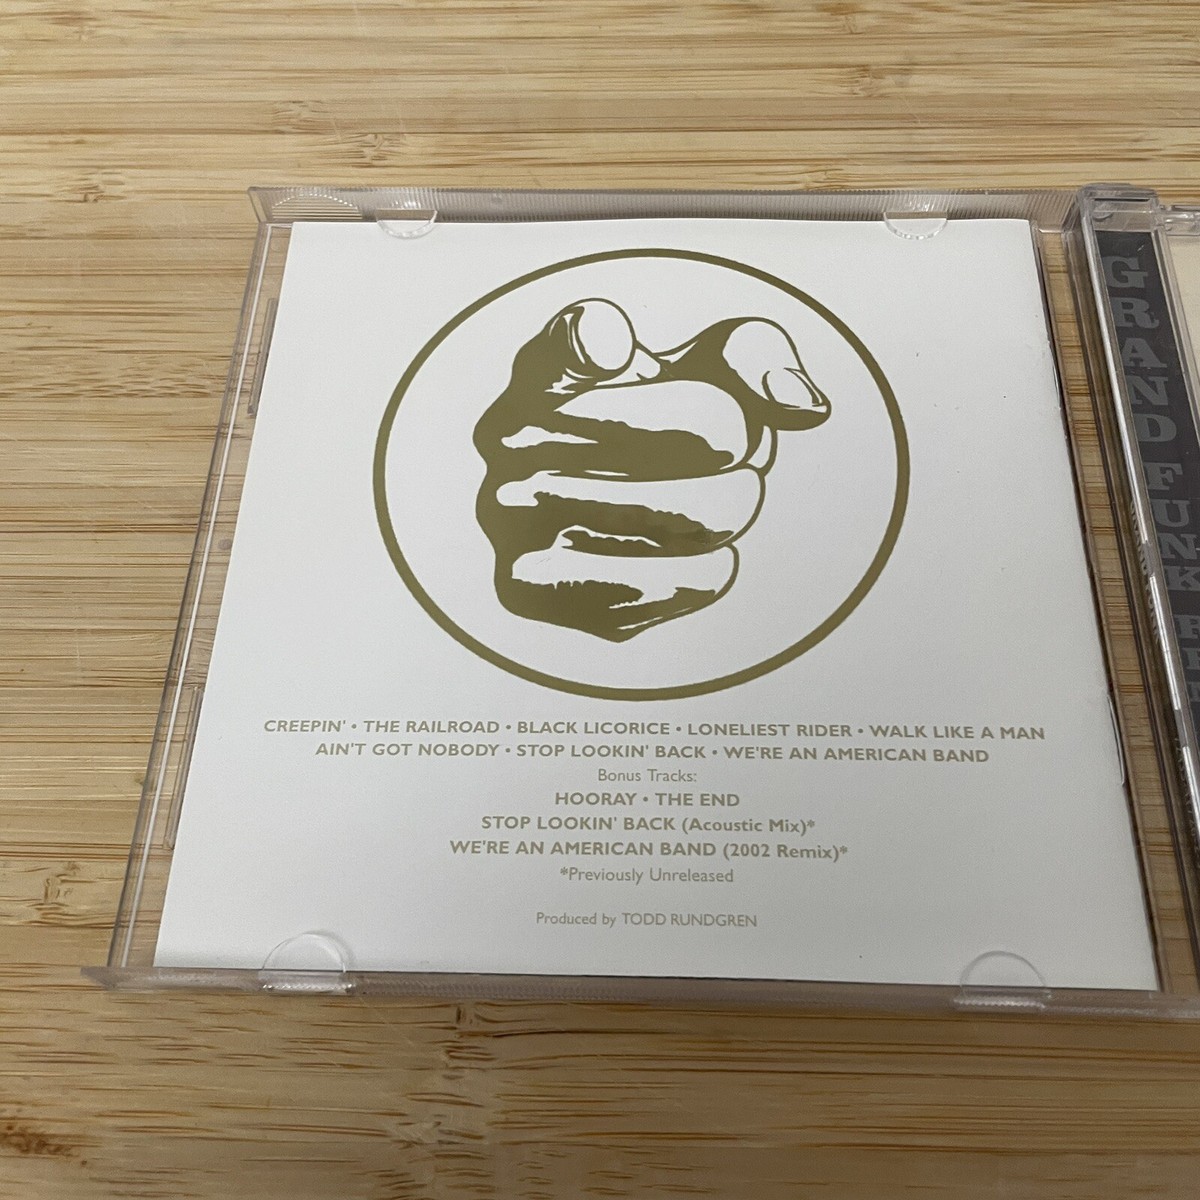 CREEPIN' • THE RAILROAD • BLACK LICORICE • LONELIEST RIDER • WALK LIKE A MAN
AIN'T GOT NOBODY • STOP LOOKIN' BACK • WE'RE AN AMERICAN BAND
Bonus Tracks:
HOORAY • THE END
STOP LOOKIN' BACK (Acoustic Mix)*
WE'RE AN AMERICAN BAND (2002 Remix)*
*Previously Unreleased
Produced by TODD RUNDGREN
GRAND FUNK